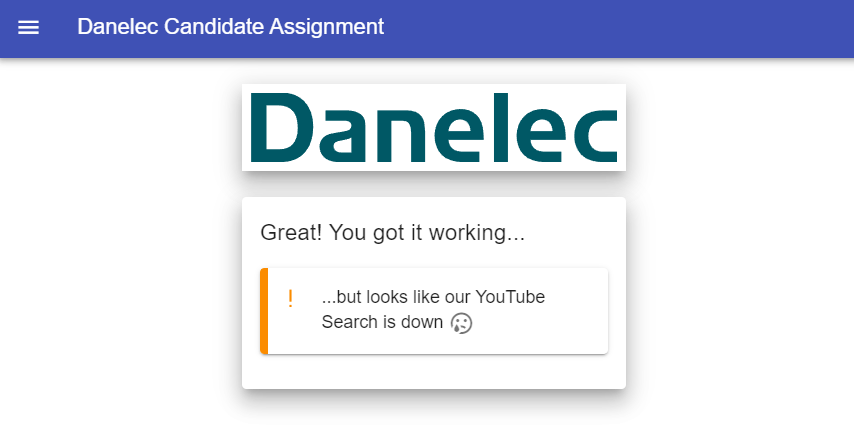 Danelec Candidate Assignment
Danelec
Great! You got it working...
...but looks like our YouTube
Search is down